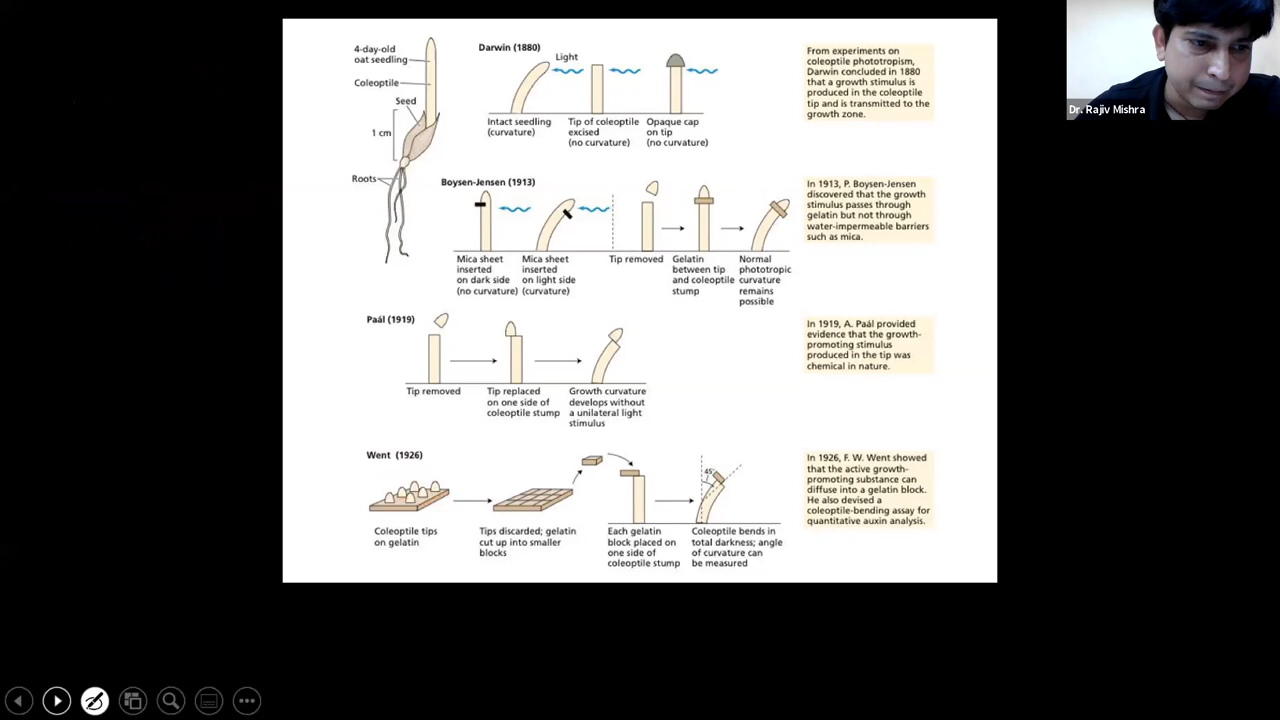 4-day-old
oat seedling
Coleoptile
Seed
1 cm
Roots
Darwin (1880)
Light
Intact seedling
(curvature)
Tip of coleoptile
excised
(no curvature)
Opaque cap
on tip
(no curvature)
From experiments on
coleoptile phototropism,
Darwin concluded in 1880
that a growth stimulus is
produced in the coleoptile
tip and is transmitted to the
growth zone.
Dr. Rajiv Mishra
Boysen-Jensen (1913)
Mica sheet
inserted
on dark side
(no curvature)
Mica sheet
inserted
on light side
(curvature)
Tip removed
Gelatin
between tip
and coleoptile
stump
Normal
phototropic
curvature
remains
possible
In 1913, P. Boysen-Jensen
discovered that the growth
stimulus passes through
gelatin but not through
water-impermeable barriers
such as mica.
Paál (1919)
Tip removed
Tip replaced
on one side of
coleoptile stump
Growth curvature
develops without
a unilateral light
stimulus
In 1919, A. Paál provided
evidence that the growth-
promoting stimulus
produced in the tip was
chemical in nature.
Went (1926)
Coleoptile tips
on gelatin
Tips discarded; gelatin
cut up into smaller
blocks
Each gelatin
block placed on
one side of
coleoptile stump
45°
Coleoptile bends in
total darkness; angle
of curvature can
be measured
In 1926, F. W. Went showed
that the active growth-
promoting substance can
diffuse into a gelatin block.
He also devised a
coleoptile-bending assay for
quantitative auxin analysis.